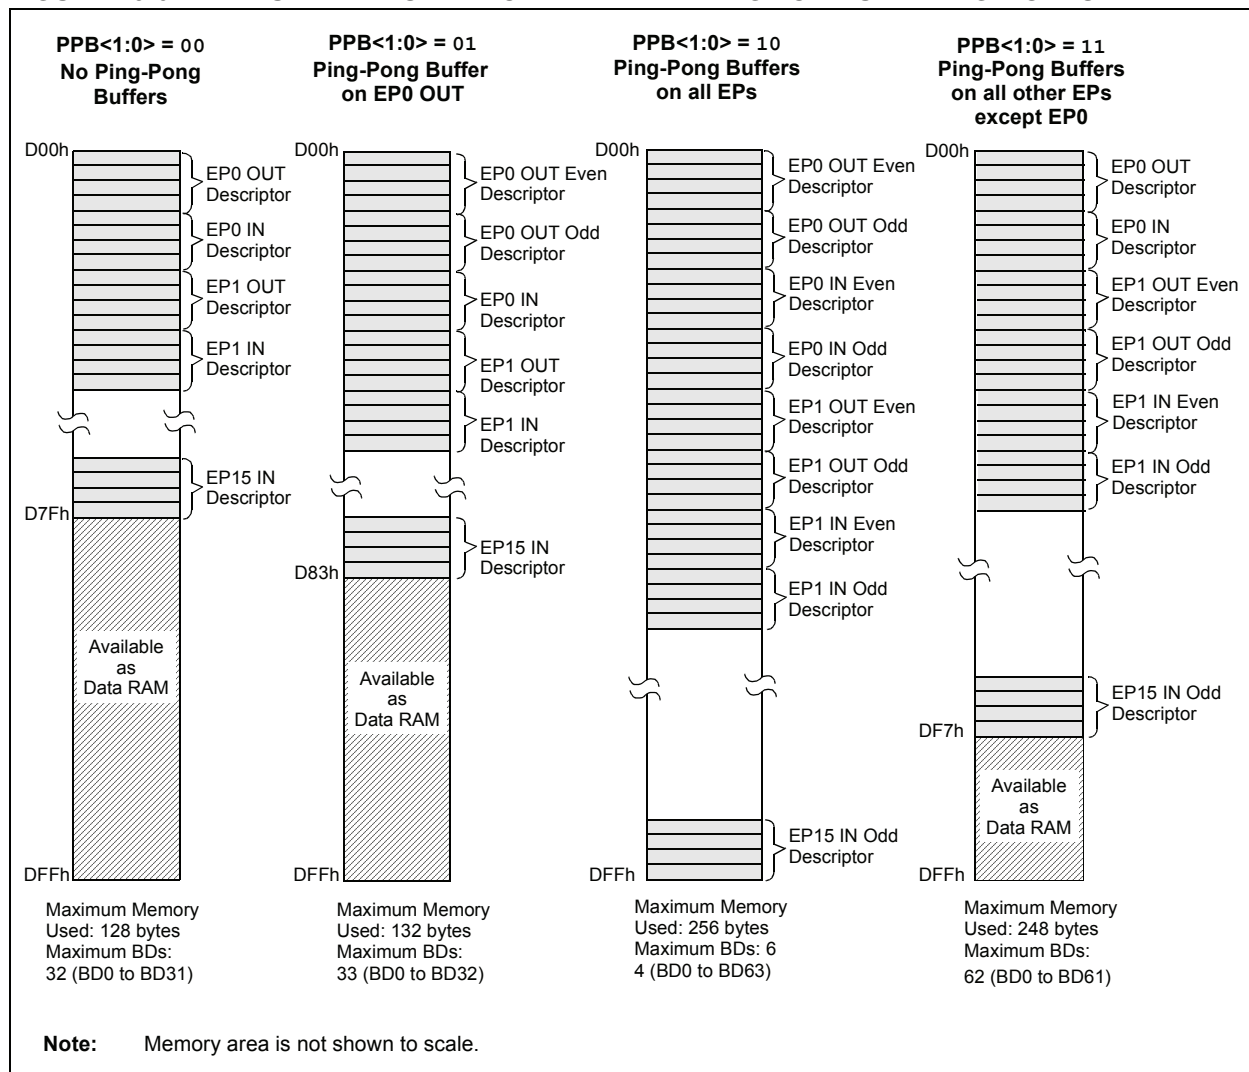 PPB<1:0> = 00
No Ping-Pong
Buffers
D00h
EP0 OUT
Descriptor
EP0 IN
Descriptor
EP1 OUT
Descriptor
EP1 IN
Descriptor
EP15 IN
Descriptor
D7Fh
Available
as
Data RAM
DFFh
Maximum Memory
Used: 128 bytes
Maximum BDs:
32 (BD0 to BD31)
PPB<1:0> = 01
Ping-Pong Buffer
on EP0 OUT
D00h
EP0 OUT Even
Descriptor
EP0 OUT Odd
Descriptor
EP0 IN
Descriptor
EP1 OUT
Descriptor
EP1 IN
Descriptor
EP15 IN
Descriptor
D83h
Available
as
Data RAM
DFFh
Maximum Memory
Used: 132 bytes
Maximum BDs:
33 (BD0 to BD32)
PPB<1:0> = 10
Ping-Pong Buffers
on all EPs
D00h
EP0 OUT Even
Descriptor
EP0 OUT Odd
Descriptor
EP0 IN Even
Descriptor
EP0 IN Odd
Descriptor
EP1 OUT Even
Descriptor
EP1 OUT Odd
Descriptor
EP1 IN Even
Descriptor
EP1 IN Odd
Descriptor
EP15 IN Odd
Descriptor
DFFh
Maximum Memory
Used: 256 bytes
Maximum BDs: 6
4 (BD0 to BD63)
PPB<1:0> = 11
Ping-Pong Buffers
on all other EPs
except EP0
D00h
EP0 OUT
Descriptor
EP0 IN
Descriptor
EP1 OUT Even
Descriptor
EP1 OUT Odd
Descriptor
EP1 IN Even
Descriptor
EP1 IN Odd
Descriptor
EP15 IN Odd
Descriptor
DF7h
Available
as
Data RAM
DFFh
Maximum Memory
Used: 248 bytes
Maximum BDs:
62 (BD0 to BD61)
Note: Memory area is not shown to scale.